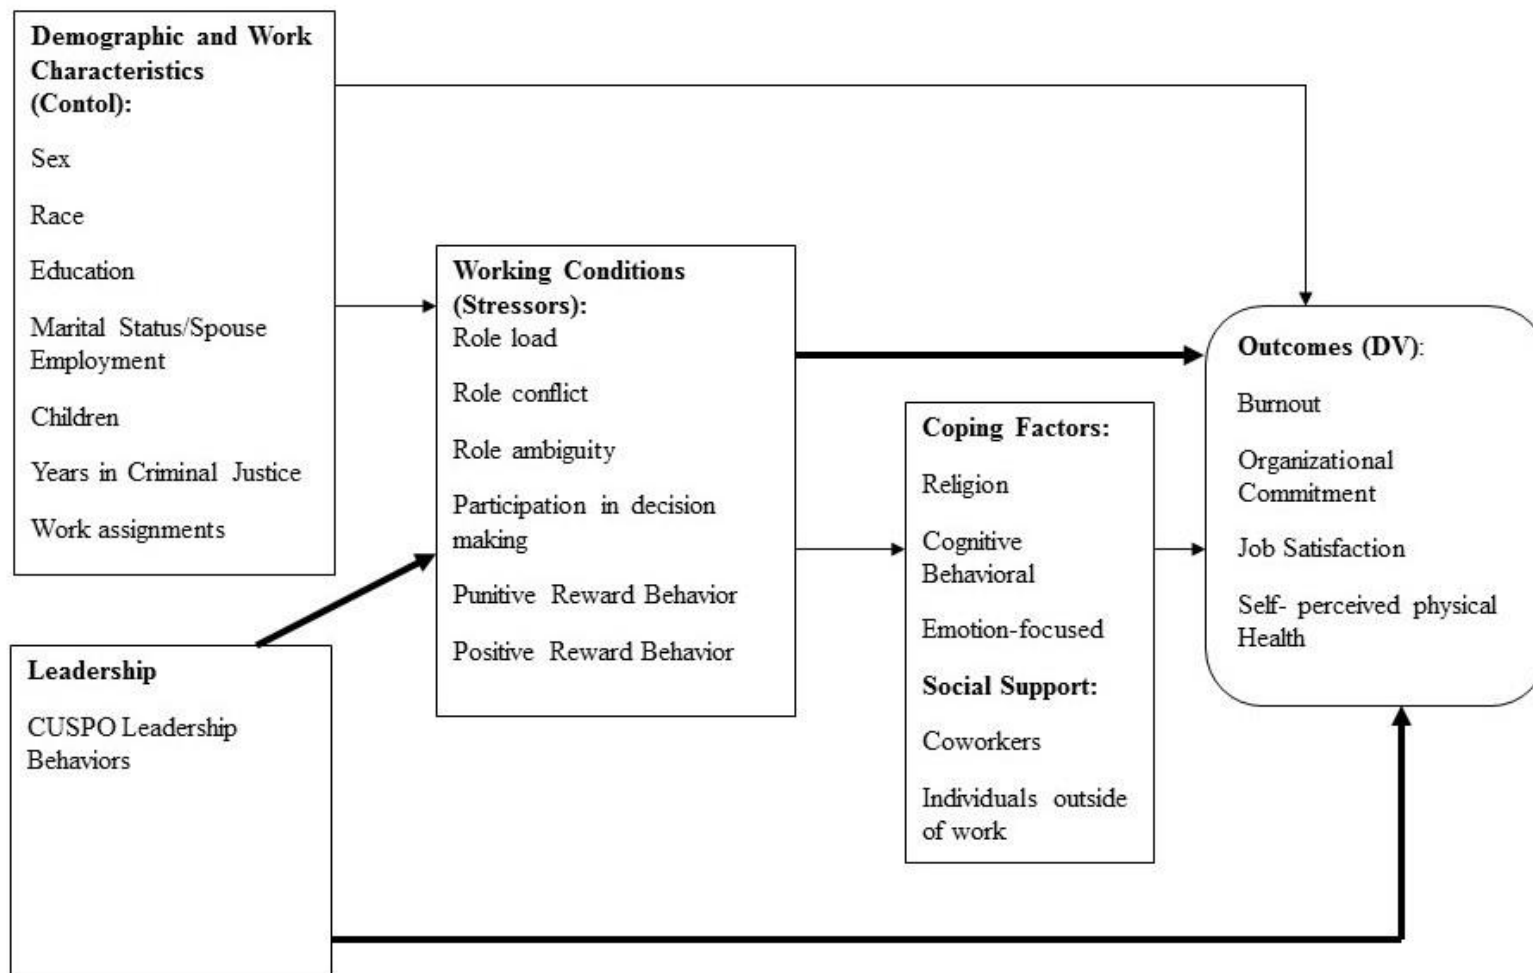 Demographic and Work
Characteristics
(Contol):
Sex
Race
Education
Marital Status/Spouse
Employment
Children
Years in Criminal Justice
Work assignments
Leadership
CUSPO Leadership
Behaviors
Working Conditions
(Stressors):
Role load
Role conflict
Role ambiguity
Participation in decision
making
Punitive Reward Behavior
Positive Reward Behavior
Coping Factors:
Religion
Cognitive
Behavioral
Emotion-focused
Social Support:
Coworkers
Individuals outside
of work
Outcomes (DV):
Burnout
Organizational
Commitment
Job Satisfaction
Self- perceived physical
Health